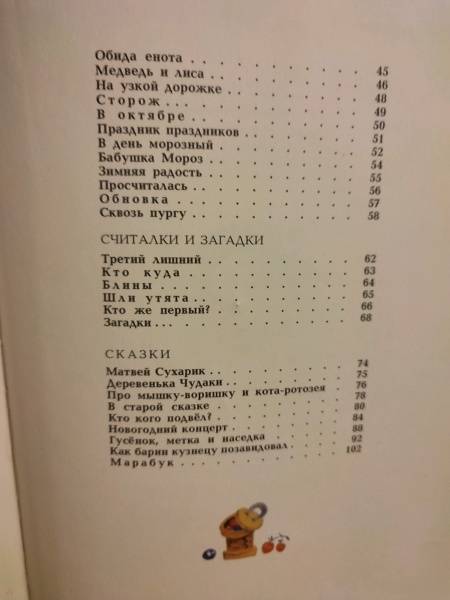 Обида енота . . . . . . . . . . 45
Медведь и лиса . . . . . . . . . 46
На узкой дорожке . . . . . . . . 48
Сторож . . . . . . . . . . . . 49
В октябре . . . . . . . . . . . 50
Праздник праздников . . . . . . . 51
В день морозный . . . . . . . . . 52
Бабушка Мороз . . . . . . . . . 54
Зимняя радость . . . . . . . . . 55
Просчиталась . . . . . . . . . . 56
Обновка . . . . . . . . . . . . 57
Сквозь пургу . . . . . . . . . . 58
СЧИТАЛКИ И ЗАГАДКИ
Третий лишний . . . . . . . . . 62
Кто куда . . . . . . . . . . . 63
Блины . . . . . . . . . . . . 64
Шли утята . . . . . . . . . . . 65
Кто же первый? . . . . . . . . . 66
Загадки . . . . . . . . . . . . 68
СКАЗКИ
Матвей Сухарик . . . . . . . . . 74
Деревенька Чудаки . . . . . . . . 75
Про мышку-воришку и кота-ротозея 76
В старой сказке . . . . . . . . . 78
Кто кого подвёл? . . . . . . . . 80
Новогодний концерт . . . . . . . 84
Гусёнок, метка и наседка . . . . . 88
Как барин кузнецу позавидовал . . . 92
Марабук . . . . . . . . . . . . 102